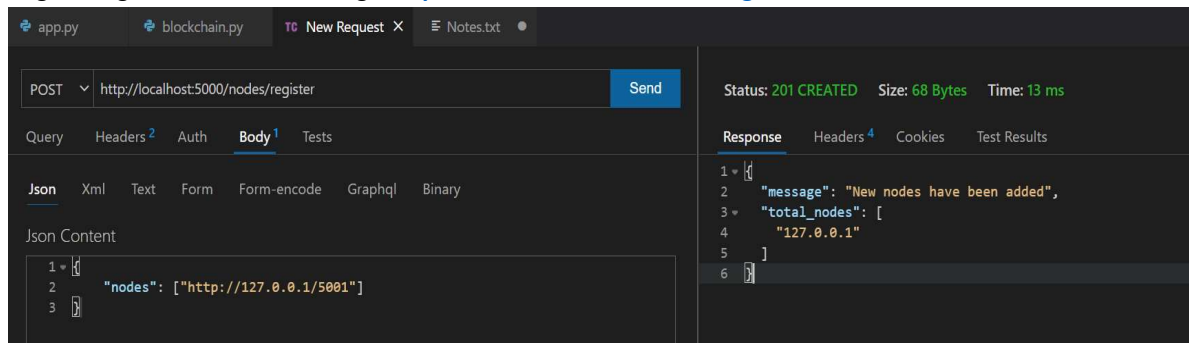 app.py blockchain.py TC New Request X Notes.txt
POST http://localhost:5000/nodes/register Send
Query Headers 2 Auth Body 1 Tests
Json Xml Text Form Form-encode Graphql Binary
Json Content
1 {
2 "nodes": ["http://127.0.0.1/5001"]
3 }
Status: 201 CREATED Size: 68 Bytes Time: 13 ms
Response Headers 4 Cookies Test Results
1 {
2 "message": "New nodes have been added",
3 "total_nodes": [
4 "127.0.0.1"
5 ]
6 }